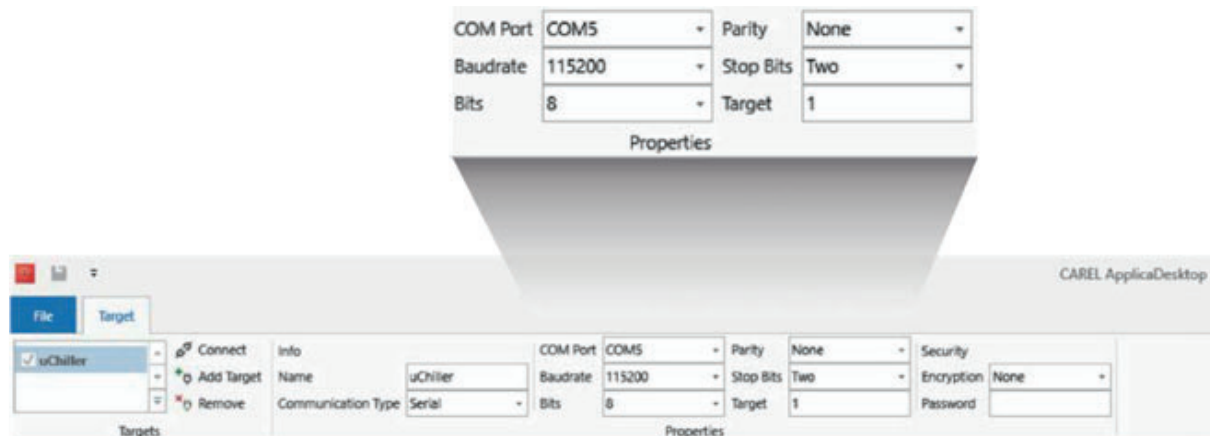 COM Port COM5 Parity None
Baudrate 115200 Stop Bits Two
Bits 8 Target 1
Properties
CAREL ApplicaDesktop
File Target
uChiller Connect Info COM Port COM5 Parity None Security
Add Target Name uChiller Baudrate 115200 Stop Bits Two Encryption None
Remove Communication Type Serial Bits 8 Target 1 Password
Targets Properties